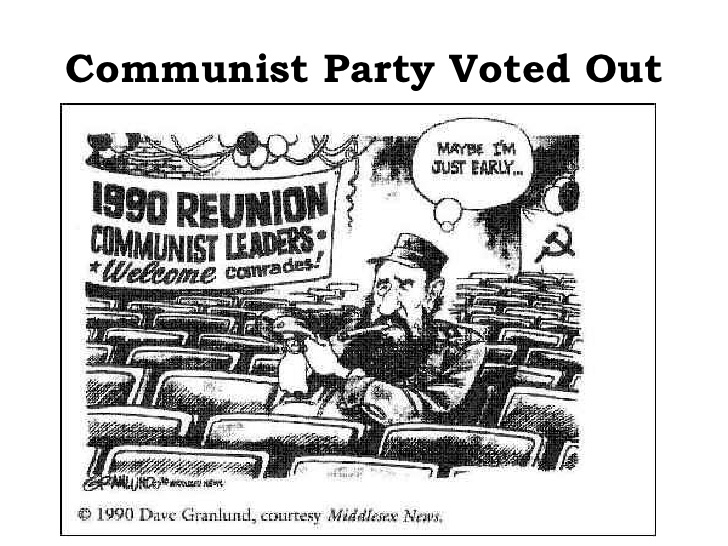 Communist Party Voted Out
1990 REUNION
COMMUNIST LEADERS •
* Welcome comrades!
MAYBE I'M
JUST EARLY...
© 1990 Dave Granlund, courtesy Middlesex News.